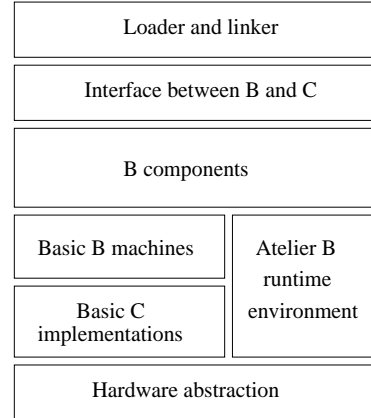 Loader and linker
Interface between B and C
B components
Basic B machines
Basic C
implementations
Atelier B
runtime
environment
Hardware abstraction